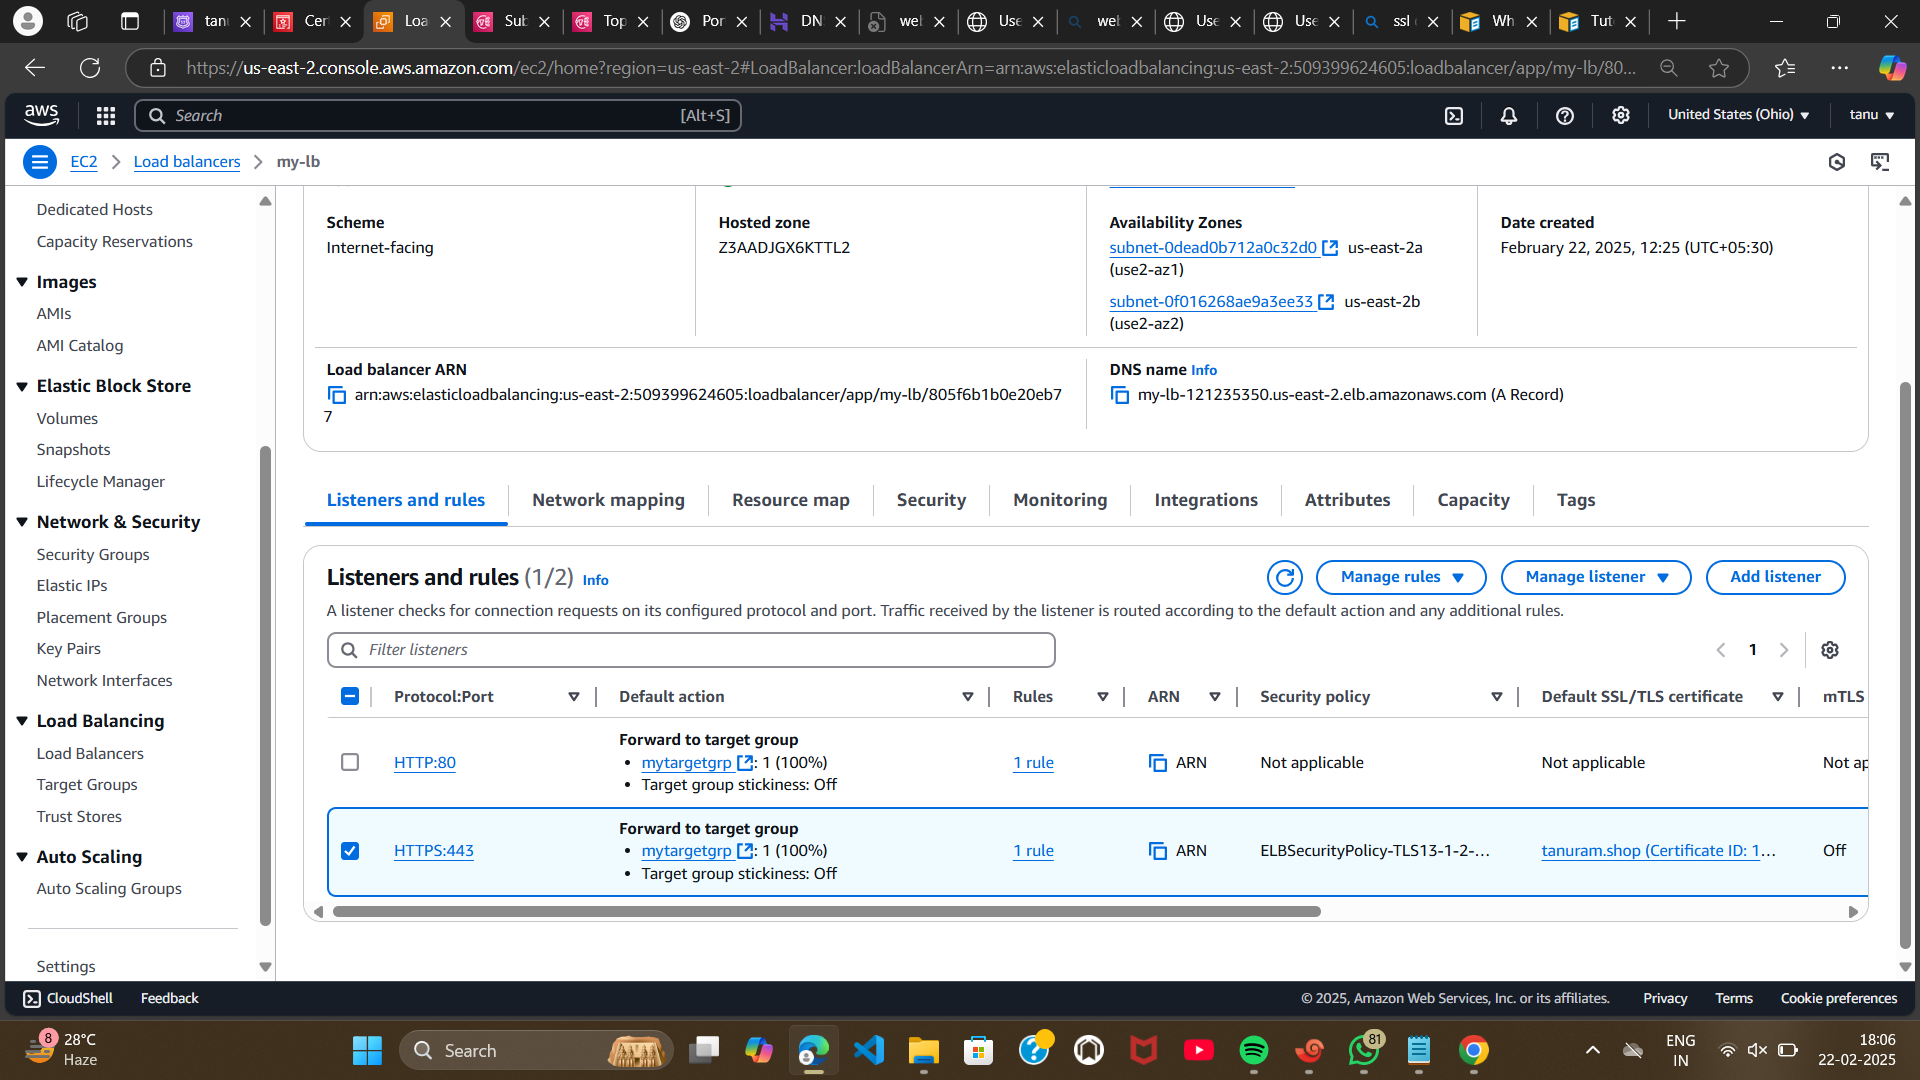 tanu
Cert
Loa
Sub
Top
Por
DN
wel
Use
wel
Use
Use
ssl
Wh
Tut
https://us-east-2.console.aws.amazon.com/ec2/home?region=us-east-2#LoadBalancer:loadBalancerArn=arn:aws:elasticloadbalancing:us-east-2:509399624605:loadbalancer/app/my-lb/80...
aws
Search
[Alt+S]
United States (Ohio)
tanu
EC2
Load balancers
my-lb
Dedicated Hosts
Capacity Reservations
Images
AMIs
AMI Catalog
Elastic Block Store
Volumes
Snapshots
Lifecycle Manager
Network & Security
Security Groups
Elastic IPs
Placement Groups
Key Pairs
Network Interfaces
Load Balancing
Load Balancers
Target Groups
Trust Stores
Auto Scaling
Auto Scaling Groups
Settings
Scheme
Internet-facing
Hosted zone
Z3AADJGX6KTTL2
Availability Zones
subnet-0dead0b712a0c32d0 us-east-2a
(use2-az1)
subnet-0f016268ae9a3ee33 us-east-2b
(use2-az2)
Date created
February 22, 2025, 12:25 (UTC+05:30)
Load balancer ARN
arn:aws:elasticloadbalancing:us-east-2:509399624605:loadbalancer/app/my-lb/805f6b1b0e20eb7
7
DNS name Info
my-lb-121235350.us-east-2.elb.amazonaws.com (A Record)
Listeners and rules
Network mapping
Resource map
Security
Monitoring
Integrations
Attributes
Capacity
Tags
Listeners and rules (1/2) Info
Manage rules
Manage listener
Add listener
A listener checks for connection requests on its configured protocol and port. Traffic received by the listener is routed according to the default action and any additional rules.
Filter listeners
1
Protocol:Port
Default action
Rules
ARN
Security policy
Default SSL/TLS certificate
mTLS
HTTP:80
Forward to target group
• mytargetgrp : 1 (100%)
• Target group stickiness: Off
1 rule
ARN
Not applicable
Not applicable
Not ap
HTTPS:443
Forward to target group
• mytargetgrp : 1 (100%)
• Target group stickiness: Off
1 rule
ARN
ELBSecurityPolicy-TLS13-1-2-...
tanuram.shop (Certificate ID: 1...
Off
CloudShell
Feedback
© 2025, Amazon Web Services, Inc. or its affiliates.
Privacy
Terms
Cookie preferences
8
28°C
Haze
Search
81
ENG
IN
18:06
22-02-2025